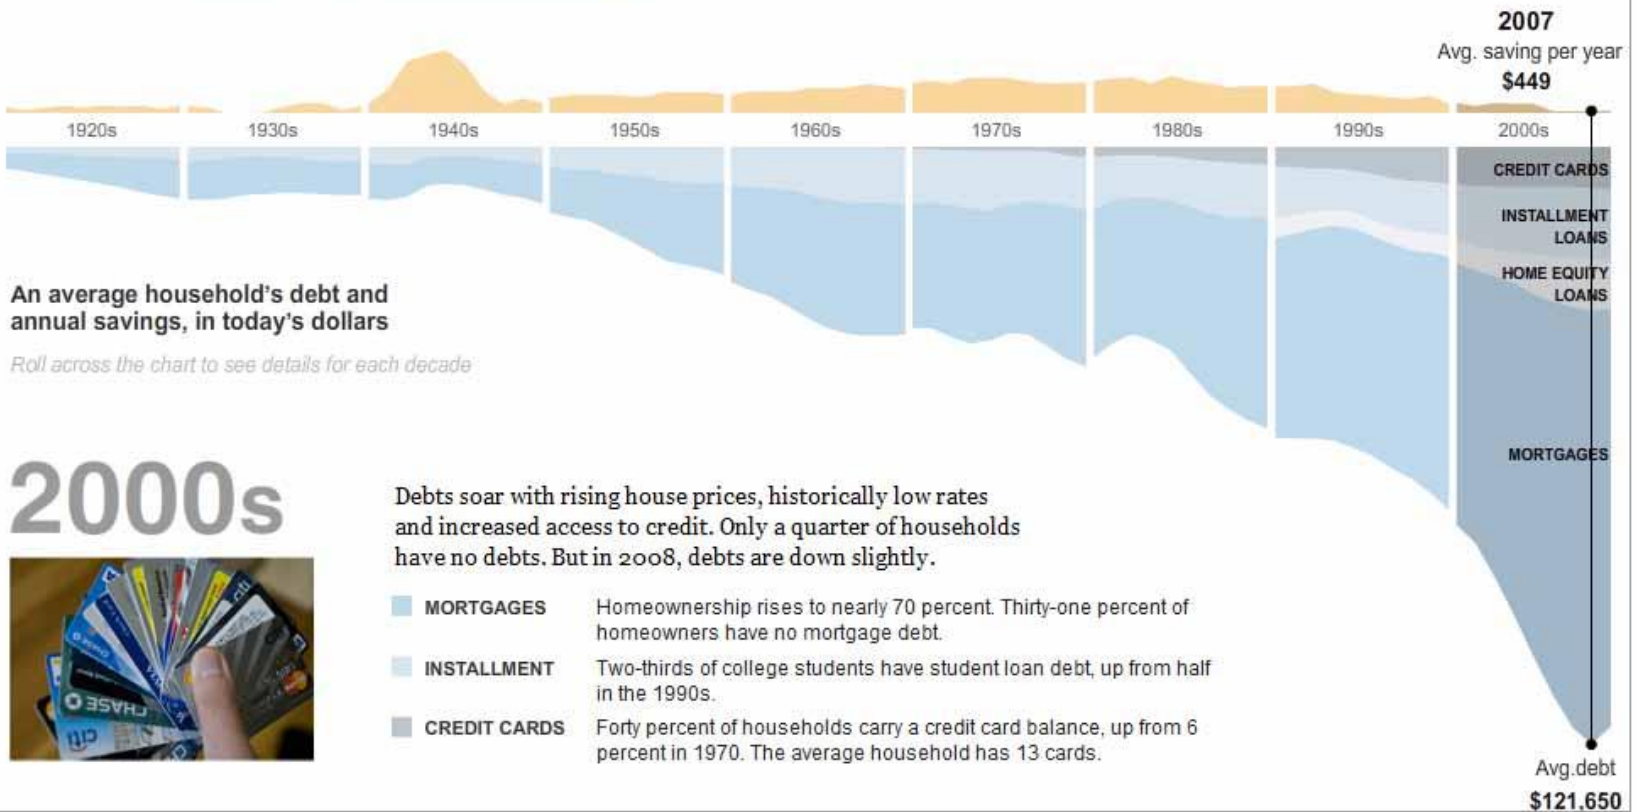 2007
Avg. saving per year
$449
1920s
1930s
1940s
1950s
1960s
1970s
1980s
1990s
2000s
CREDIT CARDS
INSTALLMENT
LOANS
HOME EQUITY
LOANS
MORTGAGES
An average household's debt and
annual savings, in today's dollars
Roll across the chart to see details for each decade
2000s
Debts soar with rising house prices, historically low rates
and increased access to credit. Only a quarter of households
have no debts. But in 2008, debts are down slightly.
MORTGAGES Homeownership rises to nearly 70 percent. Thirty-one percent of
homeowners have no mortgage debt.
INSTALLMENT Two-thirds of college students have student loan debt, up from half
in the 1990s.
CREDIT CARDS Forty percent of households carry a credit card balance, up from 6
percent in 1970. The average household has 13 cards.
citi
CHASE
citi
Avg.debt
$121,650